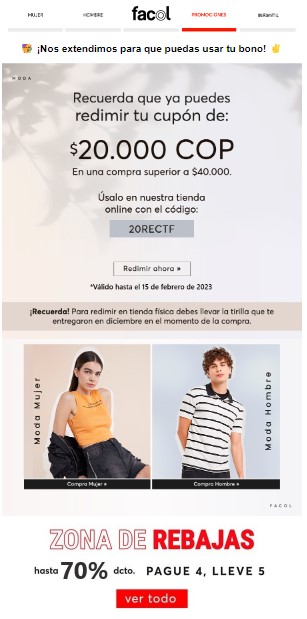 MUJER HOMBRE facol PROMOCIONES INFANTIL
¡Nos extendimos para que puedas usar tu bono!
MODA
Recuerda que ya puedes
redimir tu cupón de:
$20.000 COP
En una compra superior a $40.000.
Úsalo en nuestra tienda
online con el código:
20RECTF
Redimir ahora »
*Válido hasta el 15 de febrero de 2023
¡Recuerda! Para redimir en tienda física debes llevar la tirilla que te
entregaron en diciembre en el momento de la compra.
Moda Mujer
Moda Hombre
Compra Mujer »
Compra Hombre »
FACOL
ZONA DE REBAJAS
hasta 70% dcto. PAGUE 4, LLEVE 5
ver todo